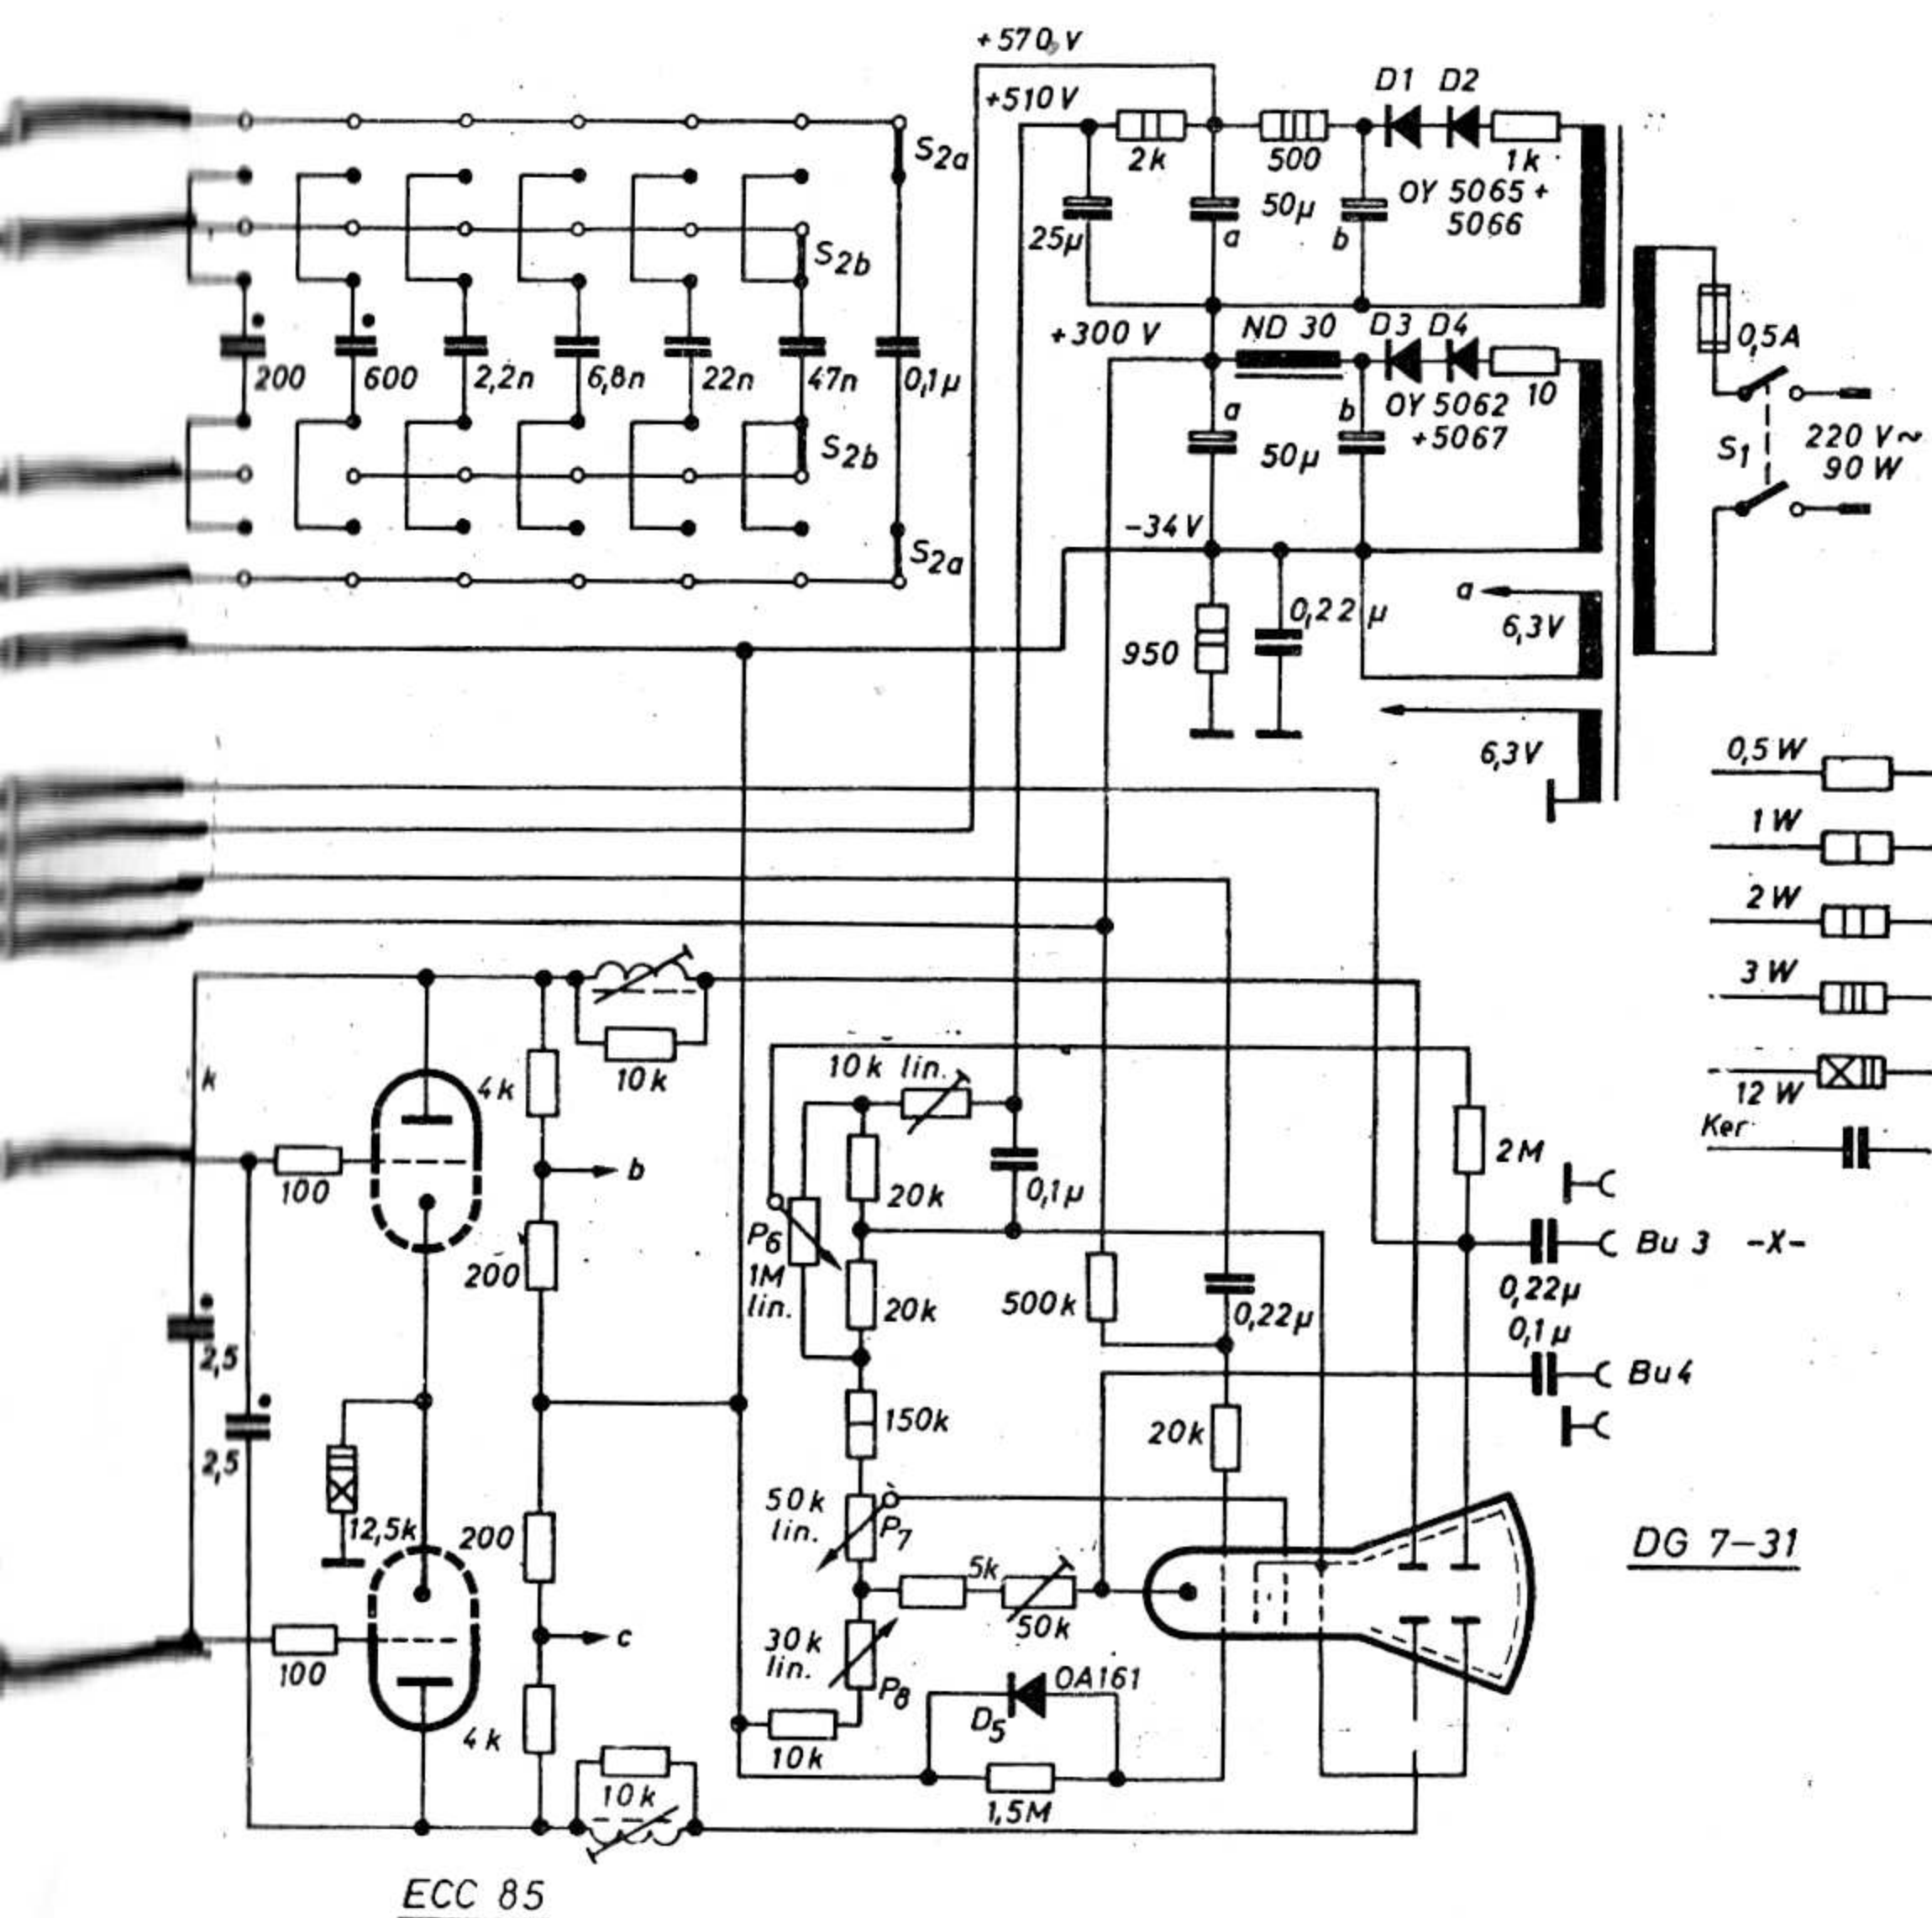 +570 V
+510 V
D1 D2
2k
500
1k
OY 5065 +
5066
25µ
a
50µ
b
S2a
S2b
+300 V
ND 30
D3 D4
10
0,5A
200
600
2,2n
6,8n
22n
47n
0,1µ
a
50µ
b
OY 5062
+5067
S1
220 V~
90 W
S2b
-34V
S2a
a
6,3V
950
0,22 µ
6,3V
0,5 W
1 W
2 W
3 W
12 W
Ker
k
4k
10k
10k lin.
b
100
20k
0,1µ
2M
P6
1M
lin.
200
20k
500k
0,22µ
Bu 3 -X-
0,22µ
0,1µ
Bu 4
2,5
2,5
150k
20k
50k
lin.
P7
12,5k
200
5k
50k
DG 7-31
c
100
30k
lin.
P8
D5
OA161
4k
10k
10k
1,5M
ECC 85